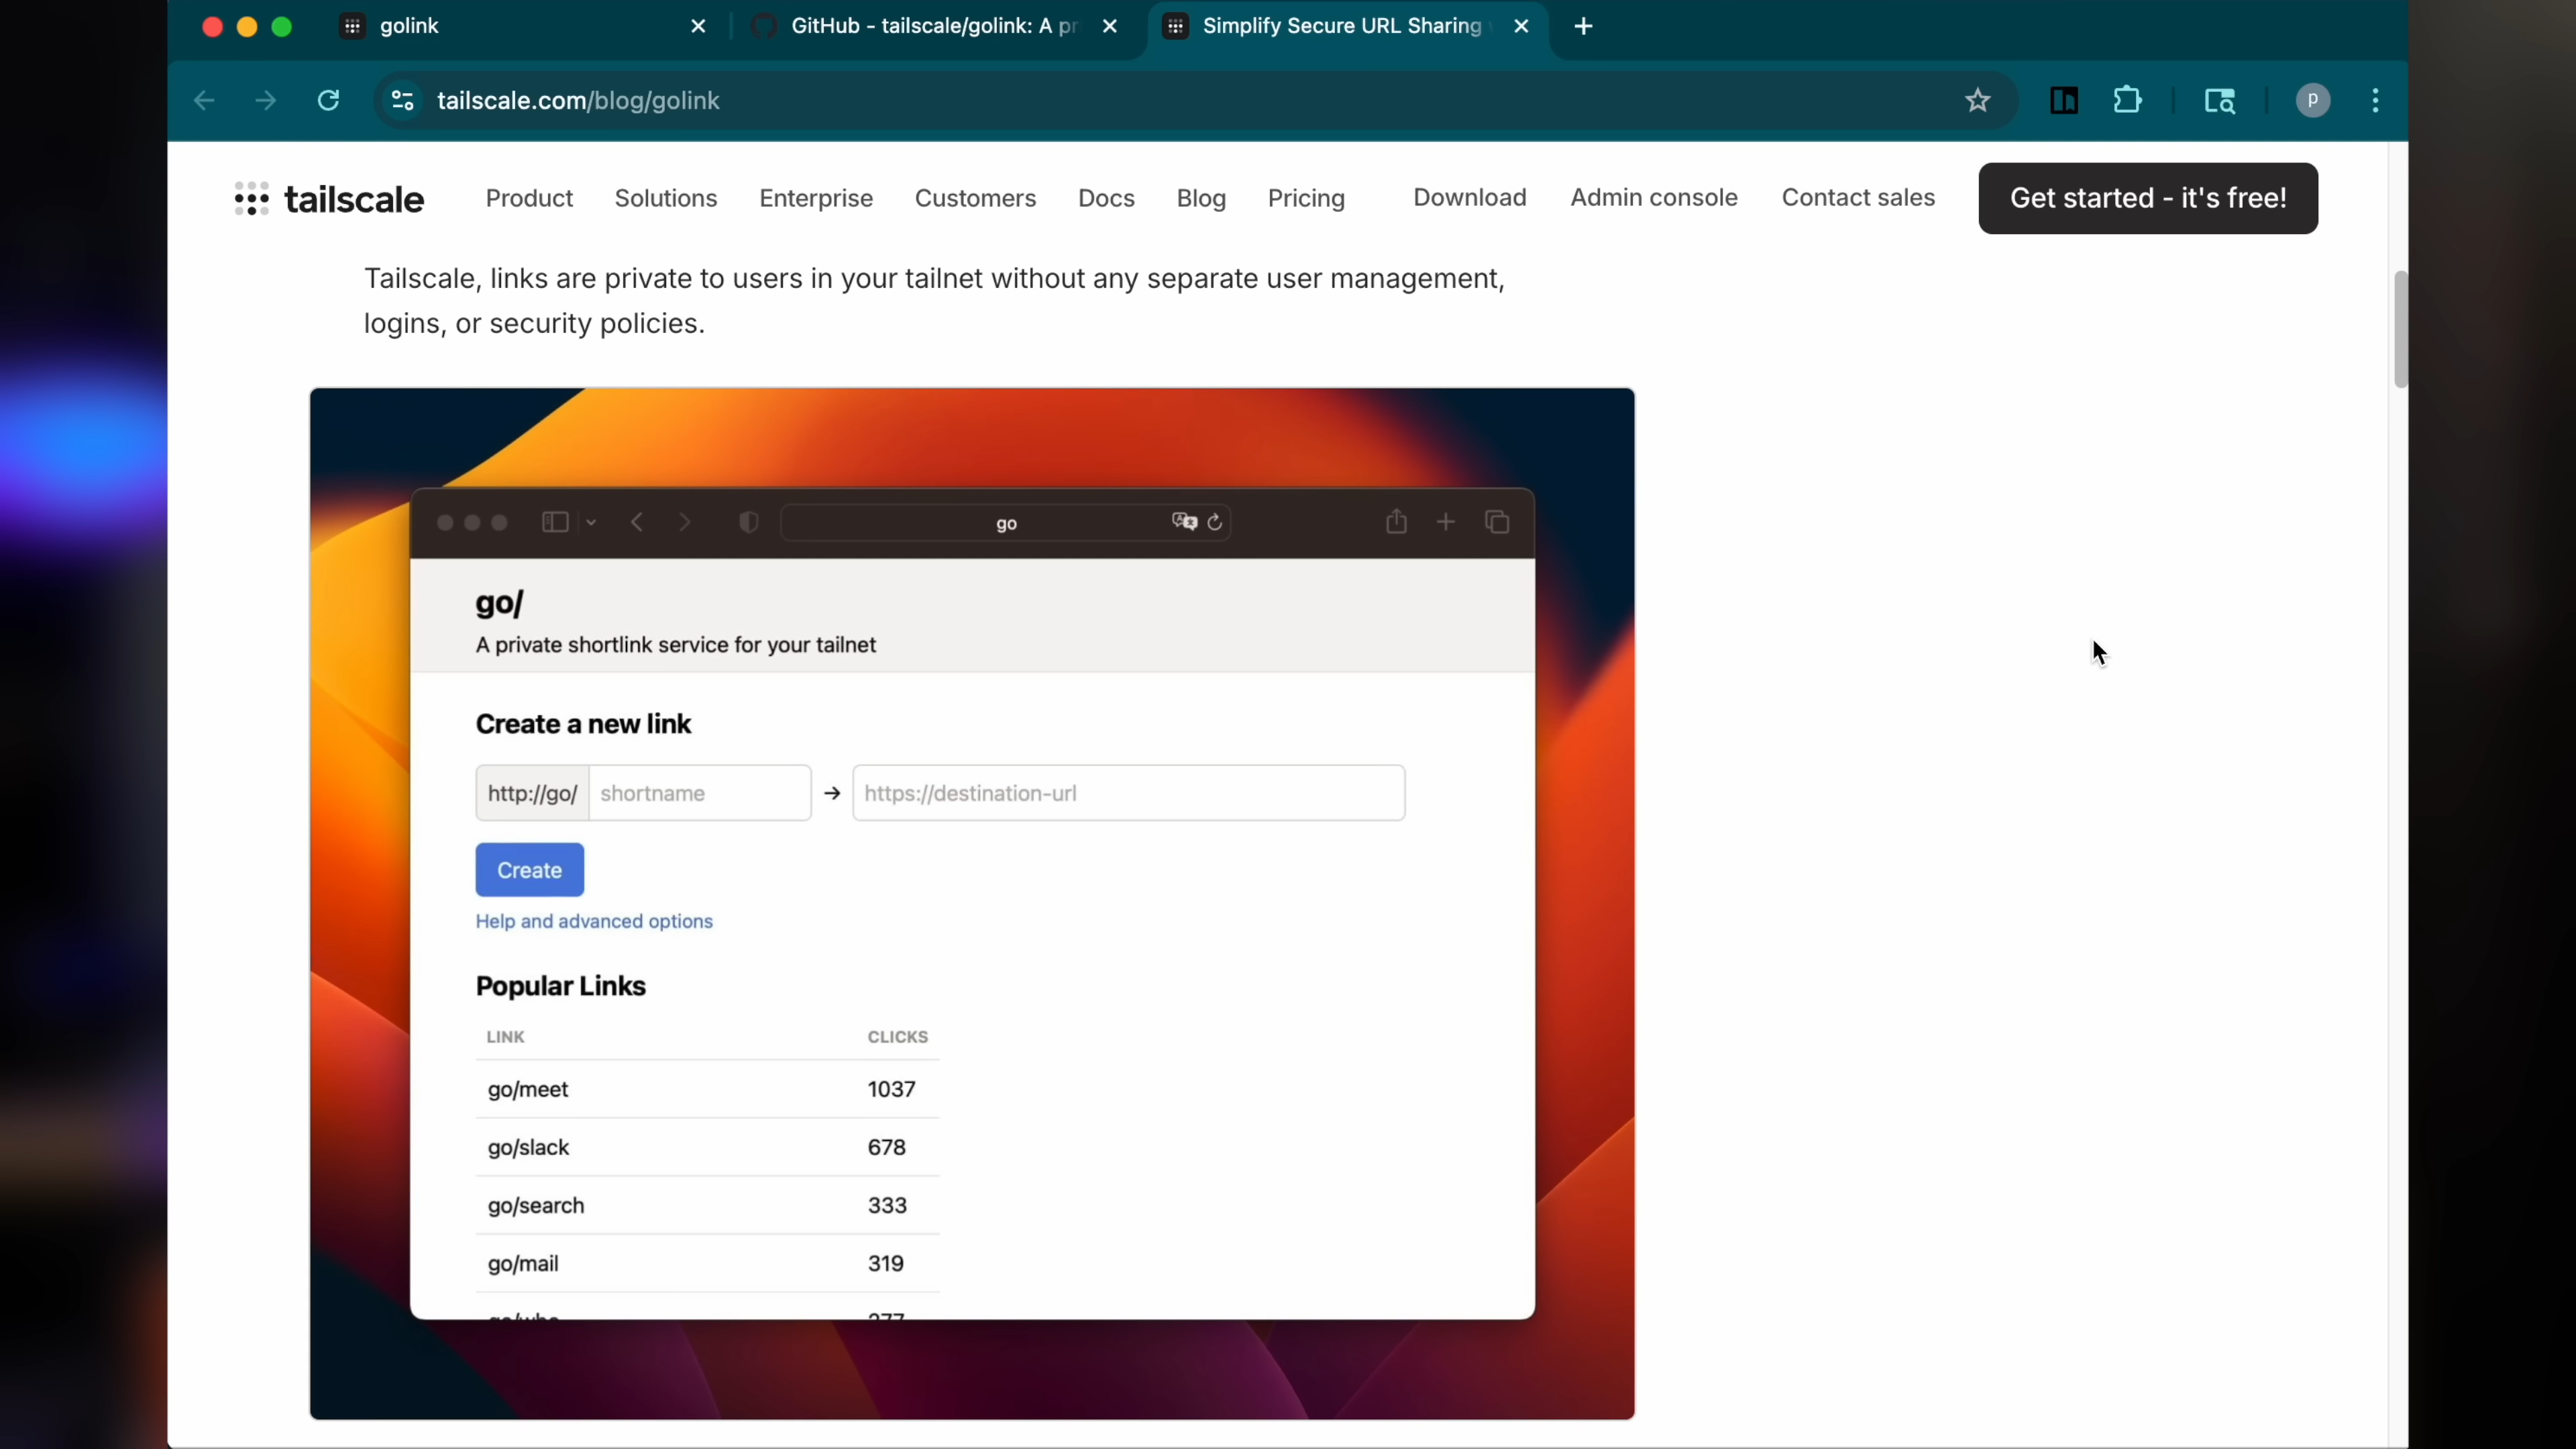 golink
GitHub - tailscale/golink: A pr
Simplify Secure URL Sharing
tailscale.com/blog/golink
p
tailscale
Product
Solutions
Enterprise
Customers
Docs
Blog
Pricing
Download
Admin console
Contact sales
Get started - it's free!
Tailscale, links are private to users in your tailnet without any separate user management,
logins, or security policies.
go
go/
A private shortlink service for your tailnet
Create a new link
http://go/ shortname → https://destination-url
Create
Help and advanced options
Popular Links
LINK CLICKS
go/meet 1037
go/slack 678
go/search 333
go/mail 319